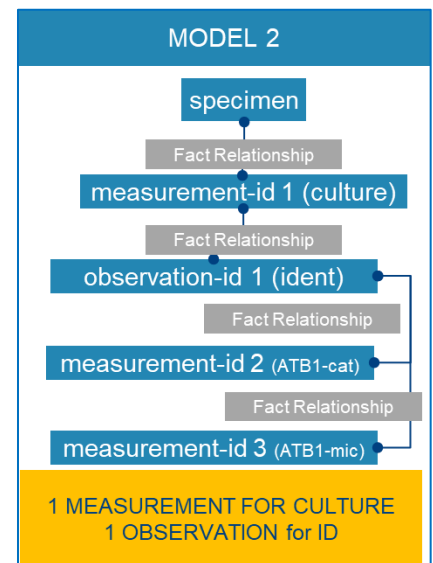 MODEL 2
specimen
Fact Relationship
measurement-id 1 (culture)
Fact Relationship
observation-id 1 (ident)
Fact Relationship
measurement-id 2 (ATB1-cat)
Fact Relationship
measurement-id 3 (ATB1-mic)
1 MEASUREMENT FOR CULTURE
1 OBSERVATION for ID